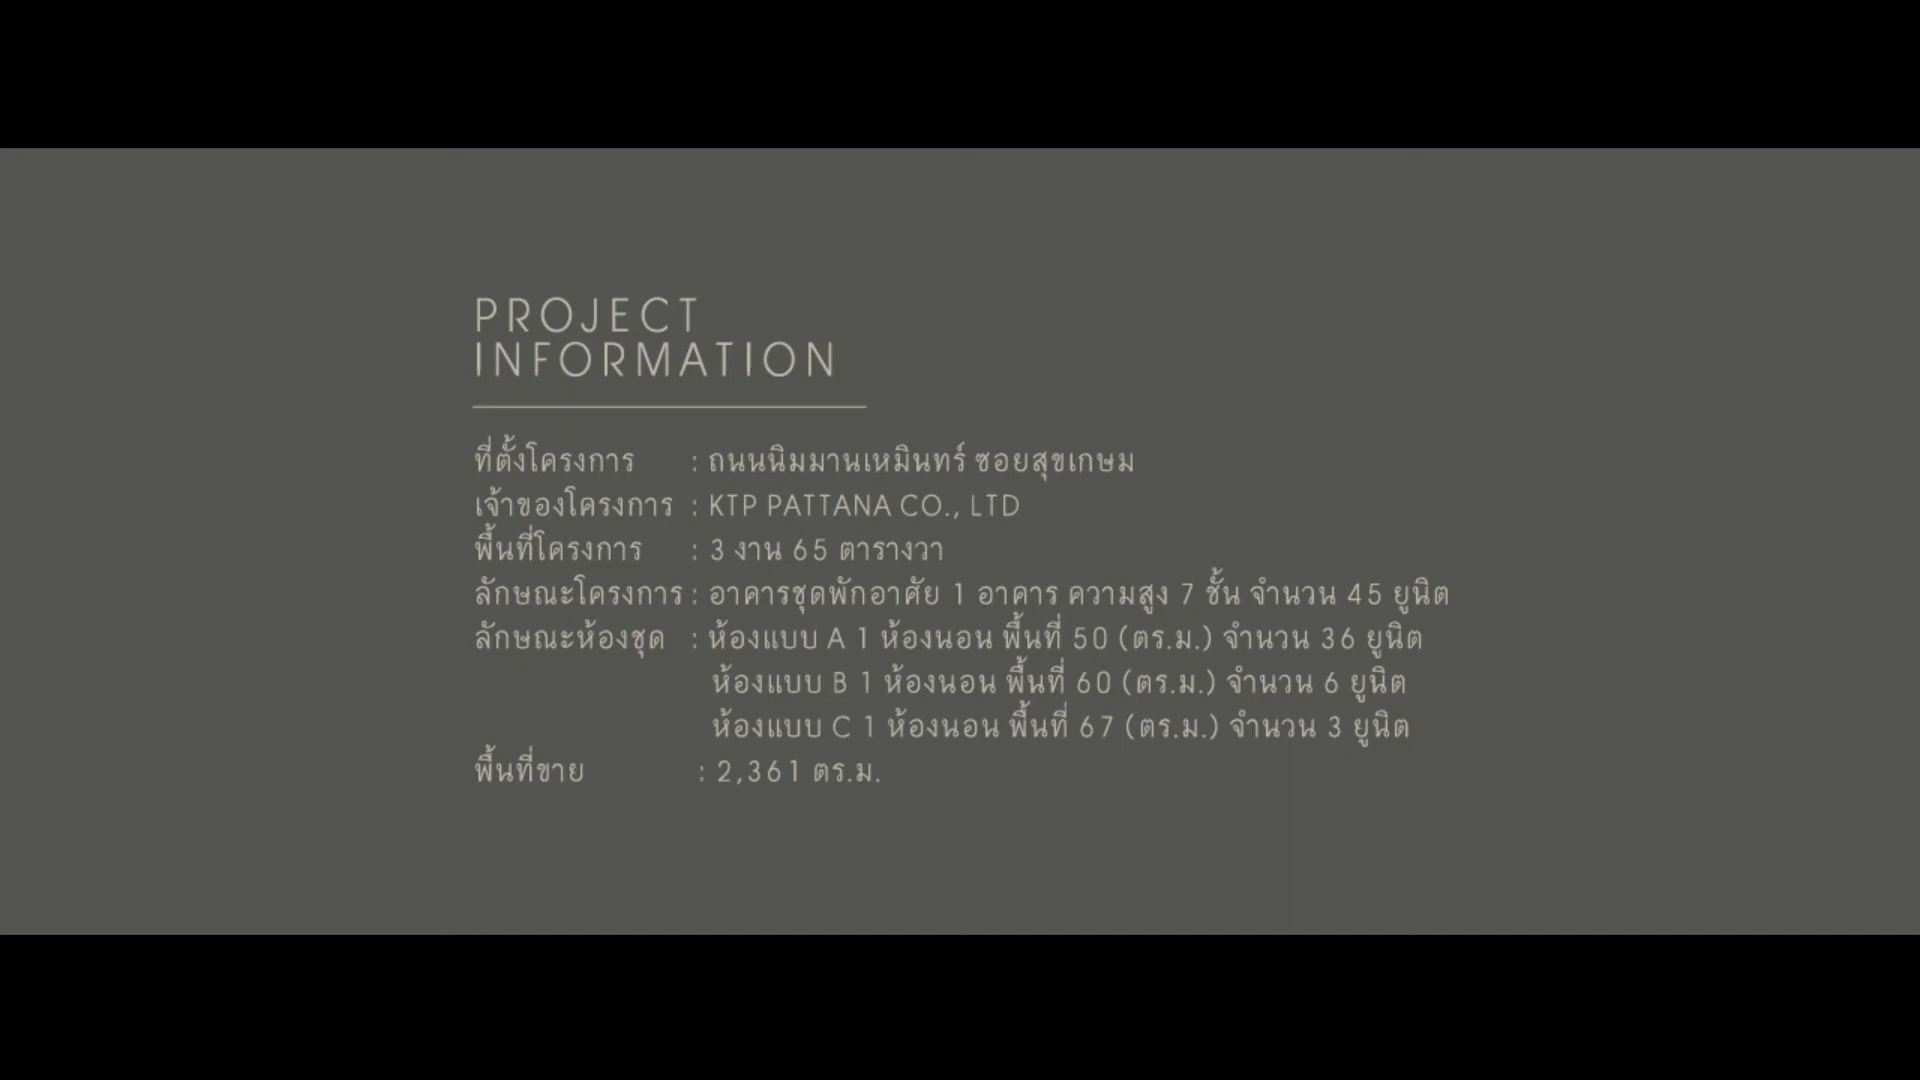 PROJECT
INFORMATION
ที่ตั้งโครงการ : ถนนนิมมานเหมินทร์ ซอยสุขเกษม
เจ้าของโครงการ : KTP PATTANA CO., LTD
พื้นที่โครงการ : 3 งาน 65 ตารางวา
ลักษณะโครงการ : อาคารชุดพักอาศัย 1 อาคาร ความสูง 7 ชั้น จำนวน 45 ยูนิต
ลักษณะห้องชุด : ห้องแบบ A 1 ห้องนอน พื้นที่ 50 (ตร.ม.) จำนวน 36 ยูนิต
ห้องแบบ B 1 ห้องนอน พื้นที่ 60 (ตร.ม.) จำนวน 6 ยูนิต
ห้องแบบ C 1 ห้องนอน พื้นที่ 67 (ตร.ม.) จำนวน 3 ยูนิต
พื้นที่ขาย : 2,361 ตร.ม.